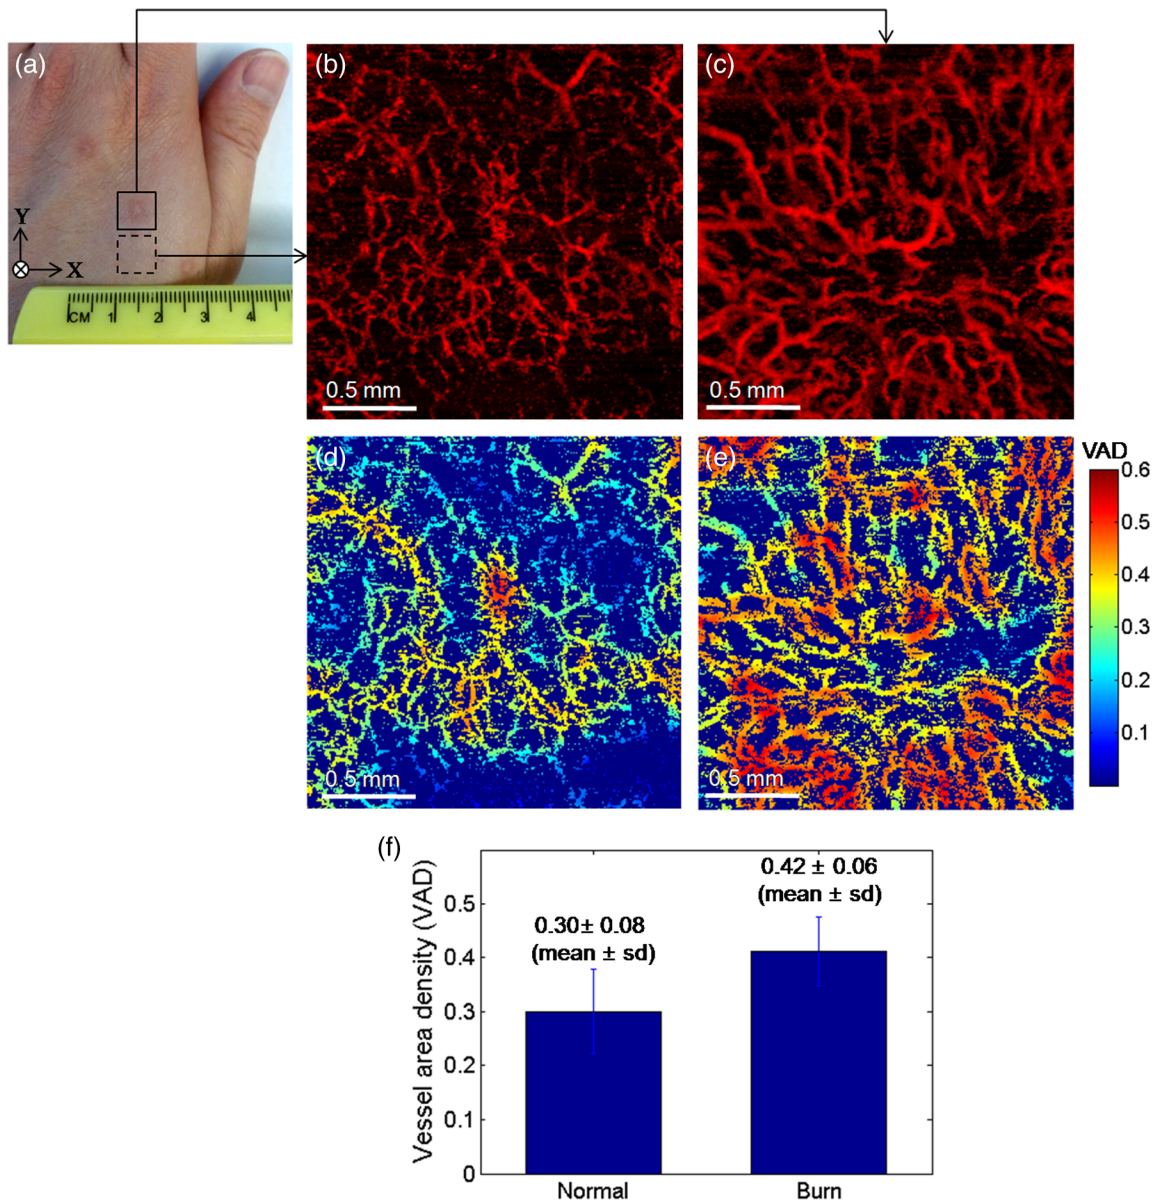 (a)
Y
X
CM 1 2 3 4
(b)
0.5 mm
(c)
0.5 mm
(d)
0.5 mm
(e)
0.5 mm
VAD
0.6
0.5
0.4
0.3
0.2
0.1
(f)
Vessel area density (VAD)
0.5
0.4
0.3
0.2
0.1
0
0.30± 0.08
(mean ± sd)
0.42 ± 0.06
(mean ± sd)
Normal
Burn